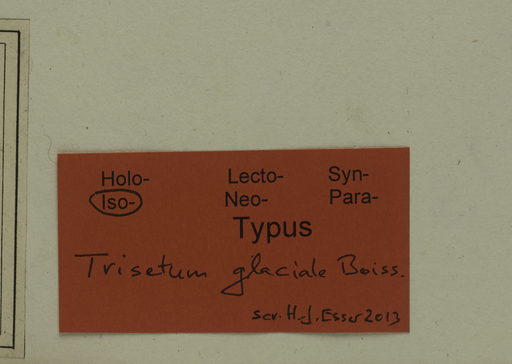 Holo- Lecto- Syn-
Iso- Neo- Para-
Typus
Trisetum glaciale Boiss.
scr. H.-J. Esser 2013